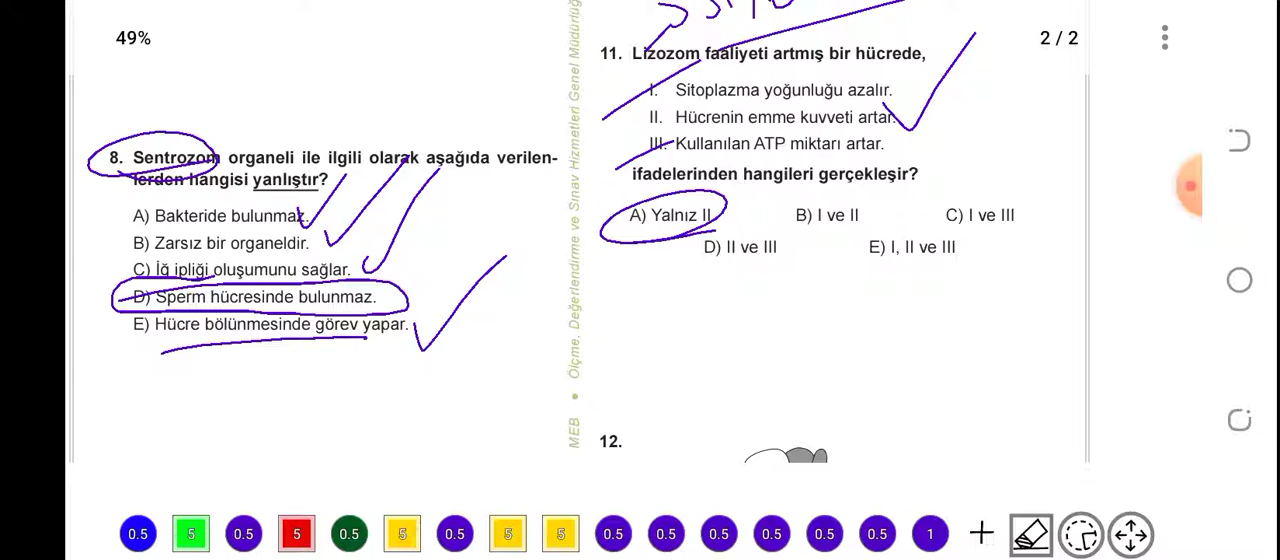 49%
2 / 2
8. Sentrozom organeli ile ilgili olarak aşağıda verilen-
lerden hangisi yanlıştır?
A) Bakteride bulunmaz.
B) Zarsız bir organeldir.
C) İğ ipliği oluşumunu sağlar.
D) Sperm hücresinde bulunmaz.
E) Hücre bölünmesinde görev yapar.
MEB • Ölçme, Değerlendirme ve Sınav Hizmetleri Genel Müdürlüğ
11. Lizozom faaliyeti artmış bir hücrede,
I. Sitoplazma yoğunluğu azalır.
II. Hücrenin emme kuvveti artar.
III. Kullanılan ATP miktarı artar.
ifadelerinden hangileri gerçekleşir?
A) Yalnız II B) I ve II C) I ve III
D) II ve III E) I, II ve III
12.
0.5 5 0.5 5 0.5 5 0.5 5 5 0.5 0.5 0.5 0.5 0.5 0.5 1